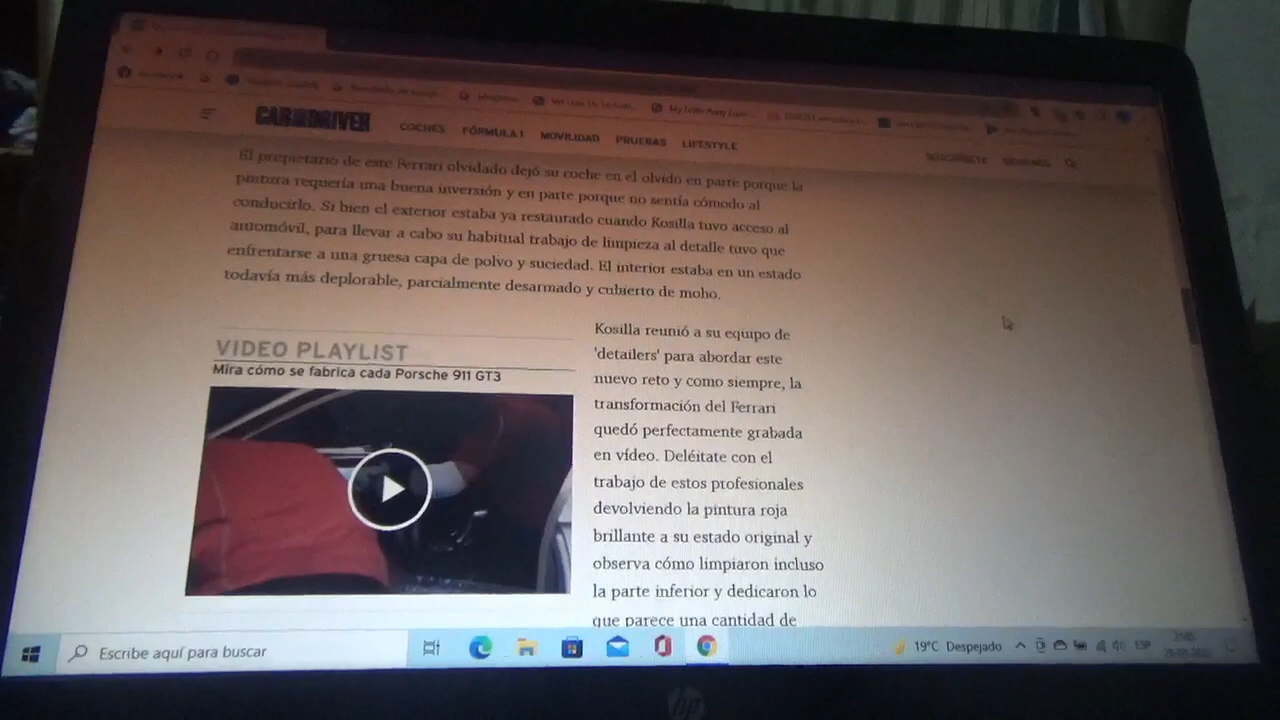 CAR AND DRIVER
COCHES FÓRMULA 1 MOVILIDAD PRUEBAS LIFESTYLE
SUSCRÍBETE
El propietario de este Ferrari olvidado dejó su coche en el olvido en parte porque la
pintura requería una buena inversión y en parte porque no sentía cómodo al
conducirlo. Si bien el exterior estaba ya restaurado cuando Kosilla tuvo acceso al
automóvil, para llevar a cabo su habitual trabajo de limpieza al detalle tuvo que
enfrentarse a una gruesa capa de polvo y suciedad. El interior estaba en un estado
todavía más deplorable, parcialmente desarmado y cubierto de moho.
VIDEO PLAYLIST
Mira cómo se fabrica cada Porsche 911 GT3
Kosilla reunió a su equipo de
'detailers' para abordar este
nuevo reto y como siempre, la
transformación del Ferrari
quedó perfectamente grabada
en vídeo. Deléitate con el
trabajo de estos profesionales
devolviendo la pintura roja
brillante a su estado original y
observa cómo limpiaron incluso
la parte inferior y dedicaron lo
que parece una cantidad de
Escribe aquí para buscar
19°C Despejado
ESP
hp